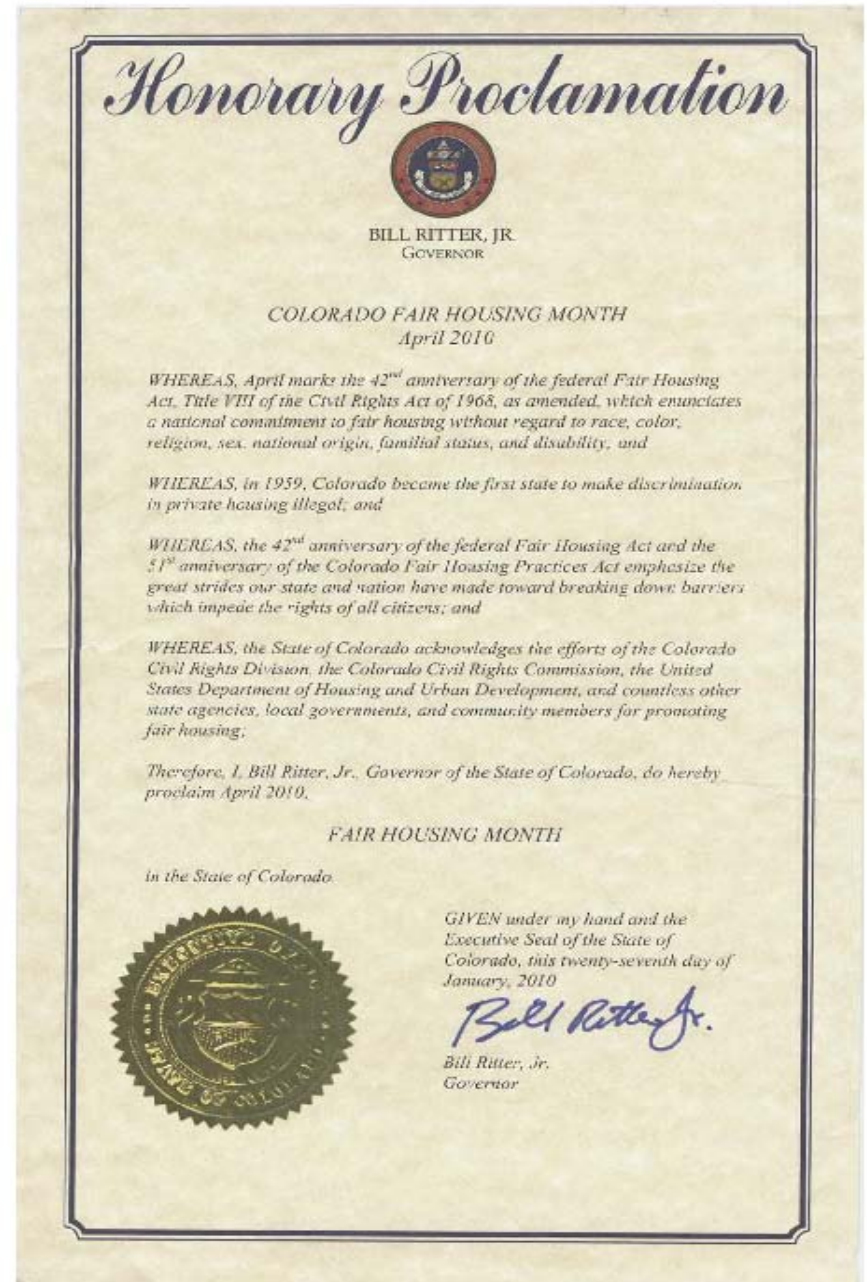 Honorary Proclamation
BILL RITTER, JR.
GOVERNOR
COLORADO FAIR HOUSING MONTH
April 2010
WHEREAS, April marks the 42nd anniversary of the federal Fair Housing
Act, Title VIII of the Civil Rights Act of 1968, as amended, which enunciates
a national commitment to fair housing without regard to race, color,
religion, sex, national origin, familial status, and disability; and
WHEREAS, in 1959, Colorado became the first state to make discrimination
in private housing illegal; and
WHEREAS, the 42nd anniversary of the federal Fair Housing Act and the
51st anniversary of the Colorado Fair Housing Practices Act emphasize the
great strides our state and nation have made toward breaking down barriers
which impede the rights of all citizens; and
WHEREAS, the State of Colorado acknowledges the efforts of the Colorado
Civil Rights Division, the Colorado Civil Rights Commission, the United
States Department of Housing and Urban Development, and countless other
state agencies, local governments, and community members for promoting
fair housing;
Therefore, I, Bill Ritter, Jr., Governor of the State of Colorado, do hereby
proclaim April 2010,
FAIR HOUSING MONTH
in the State of Colorado.
GIVEN under my hand and the
Executive Seal of the State of
Colorado, this twenty-seventh day of
January, 2010
Bill Ritter Jr.
Bill Ritter, Jr.
Governor
EXECUTIVE
OF COLORADO